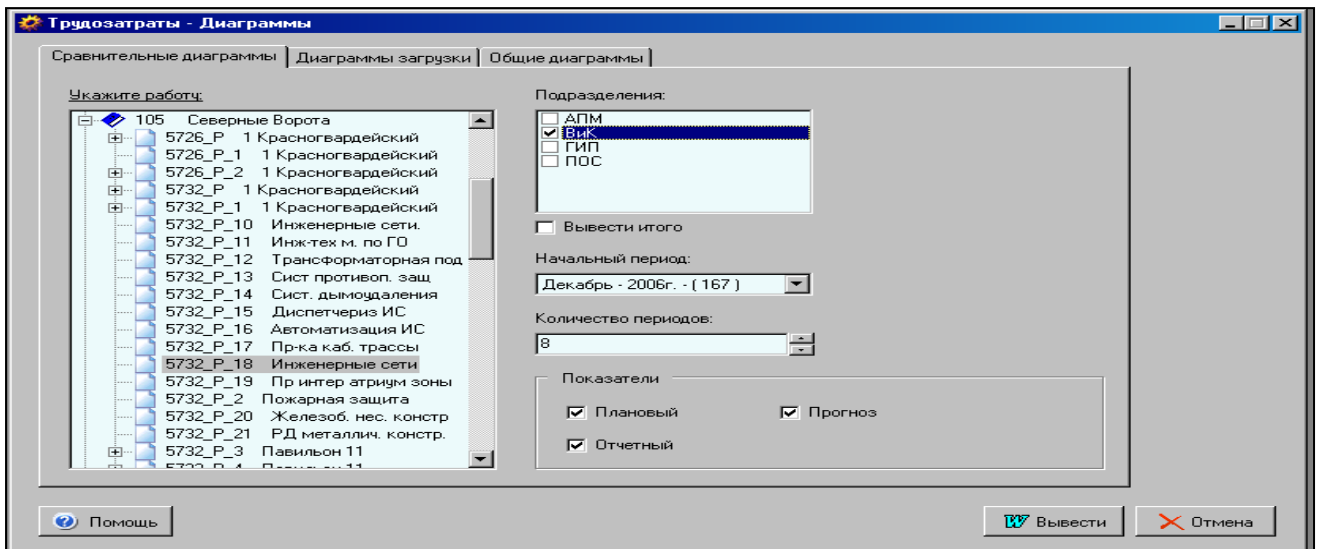 Трудозатраты - Диаграммы
Сравнительные диаграммы
Диаграммы загрузки
Общие диаграммы
Укажите работу:
105 Северные Ворота
5726_Р 1 Красногвардейский
5726_Р_1 1 Красногвардейский
5726_Р_2 1 Красногвардейский
5732_Р 1 Красногвардейский
5732_Р_1 1 Красногвардейский
5732_Р_10 Инженерные сети.
5732_Р_11 Инж-тех м. по ГО
5732_Р_12 Трансформаторная под
5732_Р_13 Сист противоп. защ
5732_Р_14 Сист. дымоудаления
5732_Р_15 Диспетчериз ИС
5732_Р_16 Автоматизация ИС
5732_Р_17 Пр-ка каб. трассы
5732_Р_18 Инженерные сети
5732_Р_19 Пр интер атриум зоны
5732_Р_2 Пожарная защита
5732_Р_20 Железоб. нес. констр
5732_Р_21 РД металлич. констр.
5732_Р_3 Павильон 11
5732_Р_4 Павильон 11
Подразделения:
АПМ
ВиК
ГИП
ПОС
Вывести итого
Начальный период:
Декабрь - 2006г. - ( 167 )
Количество периодов:
8
Показатели
Плановый
Прогноз
Отчетный
Помощь
Вывести
Отмена